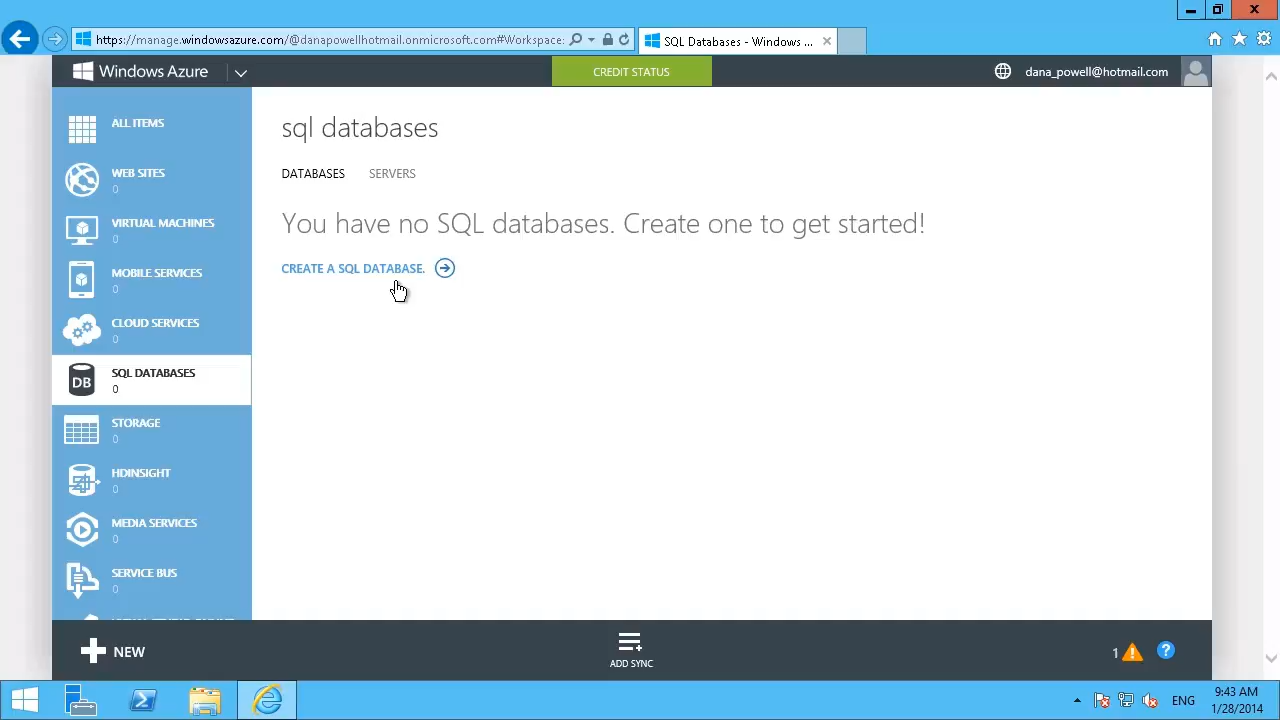 https://manage.windowsazure.com/@danapowellhotmail.onmicrosoft.com#Workspace:
SQL Databases - Windows ...
Windows Azure
CREDIT STATUS
dana_powell@hotmail.com
ALL ITEMS
WEB SITES
0
VIRTUAL MACHINES
0
MOBILE SERVICES
0
CLOUD SERVICES
0
SQL DATABASES
0
DB
STORAGE
0
HDINSIGHT
0
MEDIA SERVICES
0
SERVICE BUS
0
sql databases
DATABASES SERVERS
You have no SQL databases. Create one to get started!
CREATE A SQL DATABASE.
NEW
ADD SYNC
1
?
ENG
9:43 AM
1/28/2014